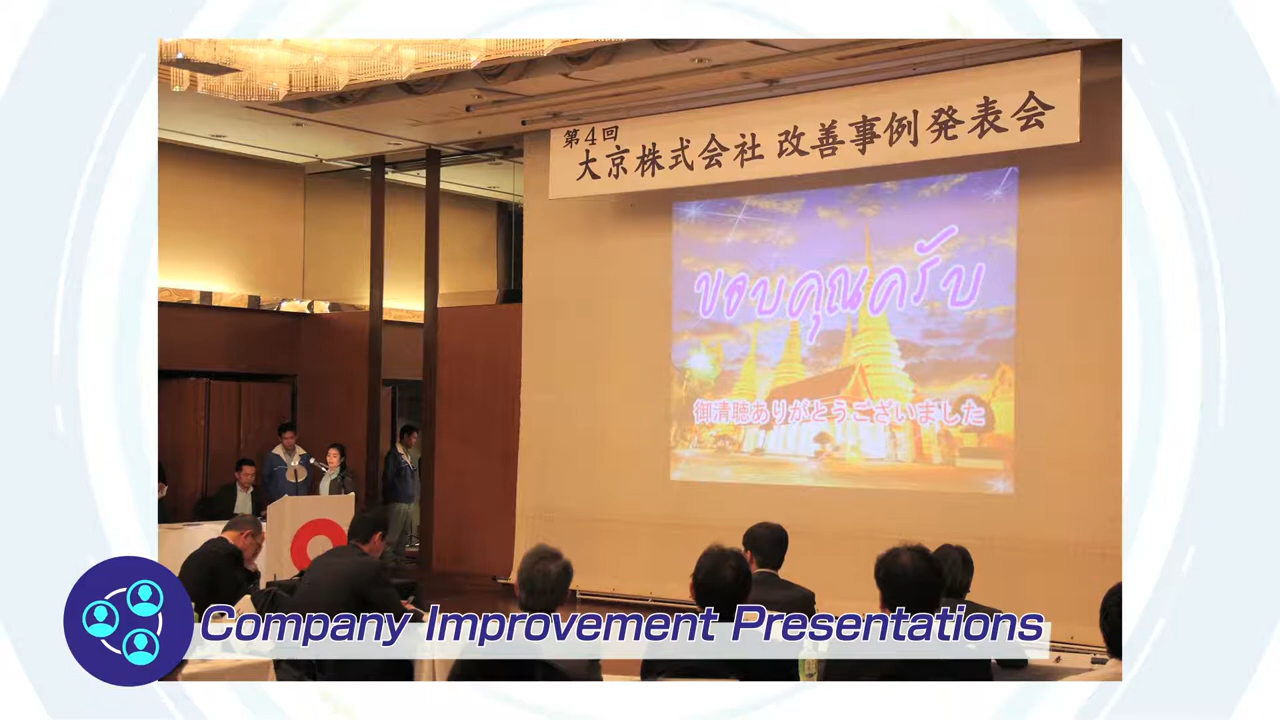 第4回
大京株式会社 改善事例発表会
ขอบคุณครับ
御清聴ありがとうございました
Company Improvement Presentations